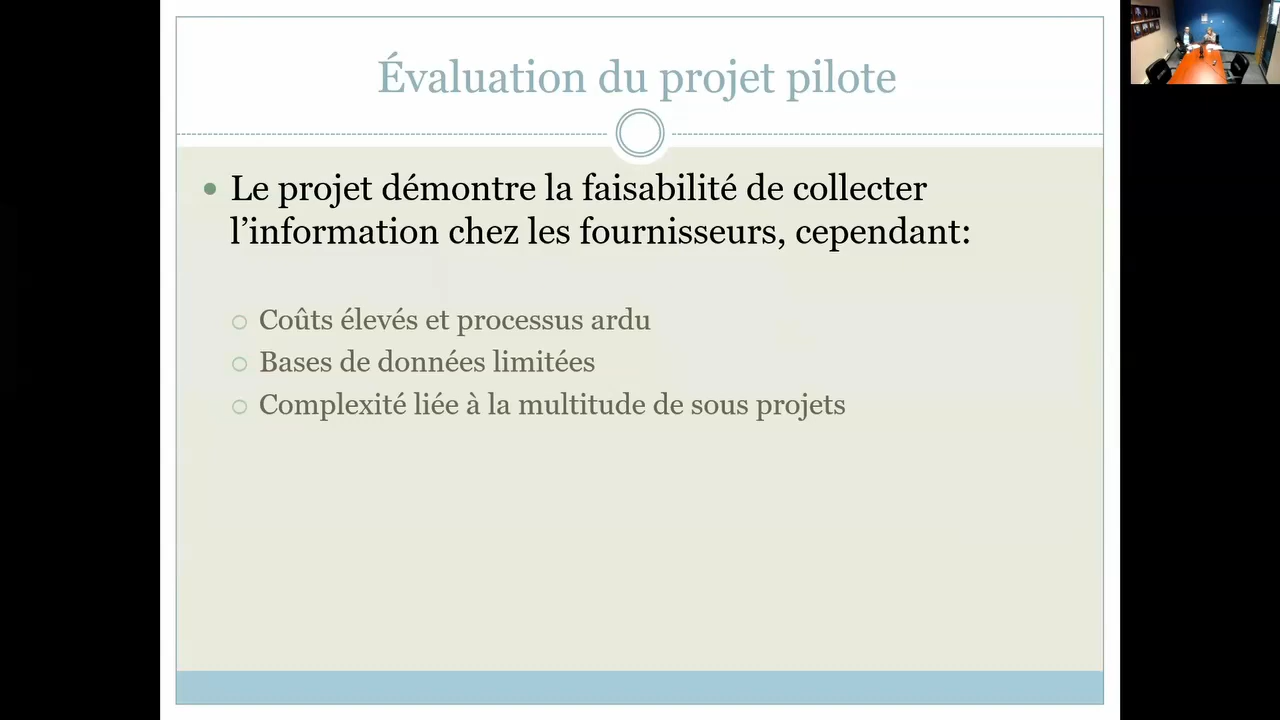 Évaluation du projet pilote
Le projet démontre la faisabilité de collecter
l’information chez les fournisseurs, cependant:
Coûts élevés et processus ardu
Bases de données limitées
Complexité liée à la multitude de sous projets